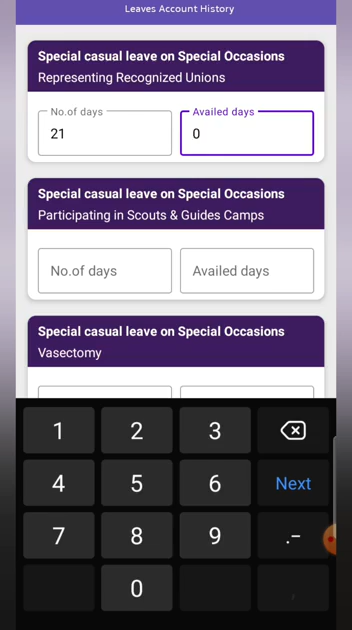 Leaves Account History
Special casual leave on Special Occasions
Representing Recognized Unions
No.of days
Availed days
21
0
Special casual leave on Special Occasions
Participating in Scouts & Guides Camps
No.of days
Availed days
Special casual leave on Special Occasions
Vasectomy
1 2 3
4 5 6 Next
7 8 9 .-
0 ,